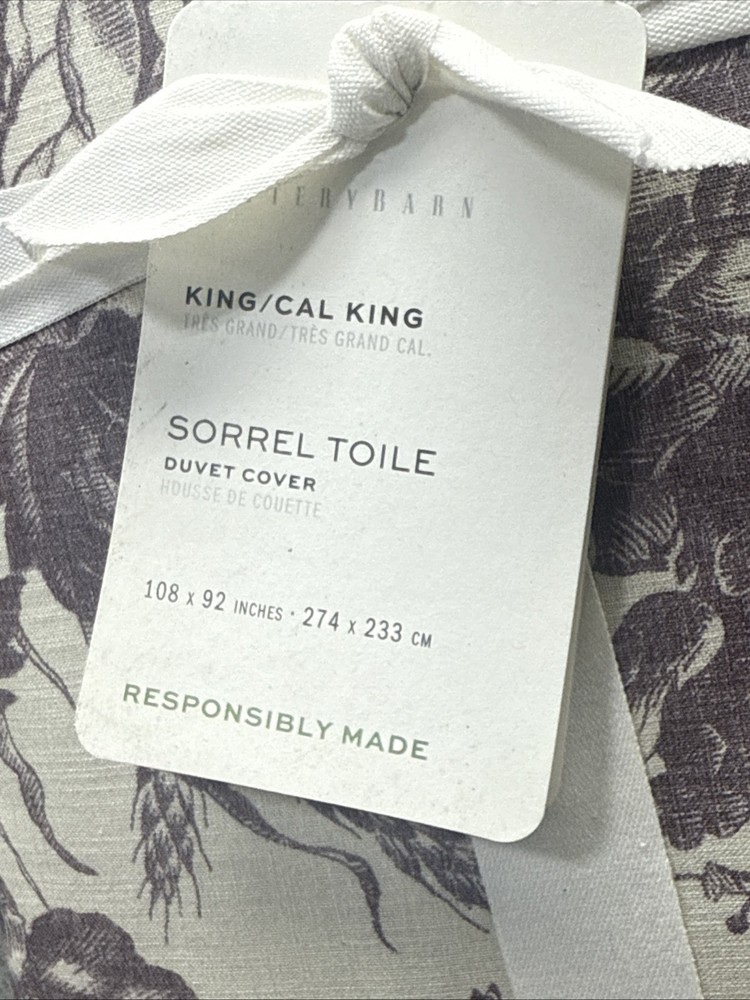 TERYBARN
KING/CAL KING
TRÈS GRAND/TRÈS GRAND CAL.
SORREL TOILE
DUVET COVER
HOUSSE DE COUETTE
108 x 92 INCHES · 274 x 233 CM
RESPONSIBLY MADE